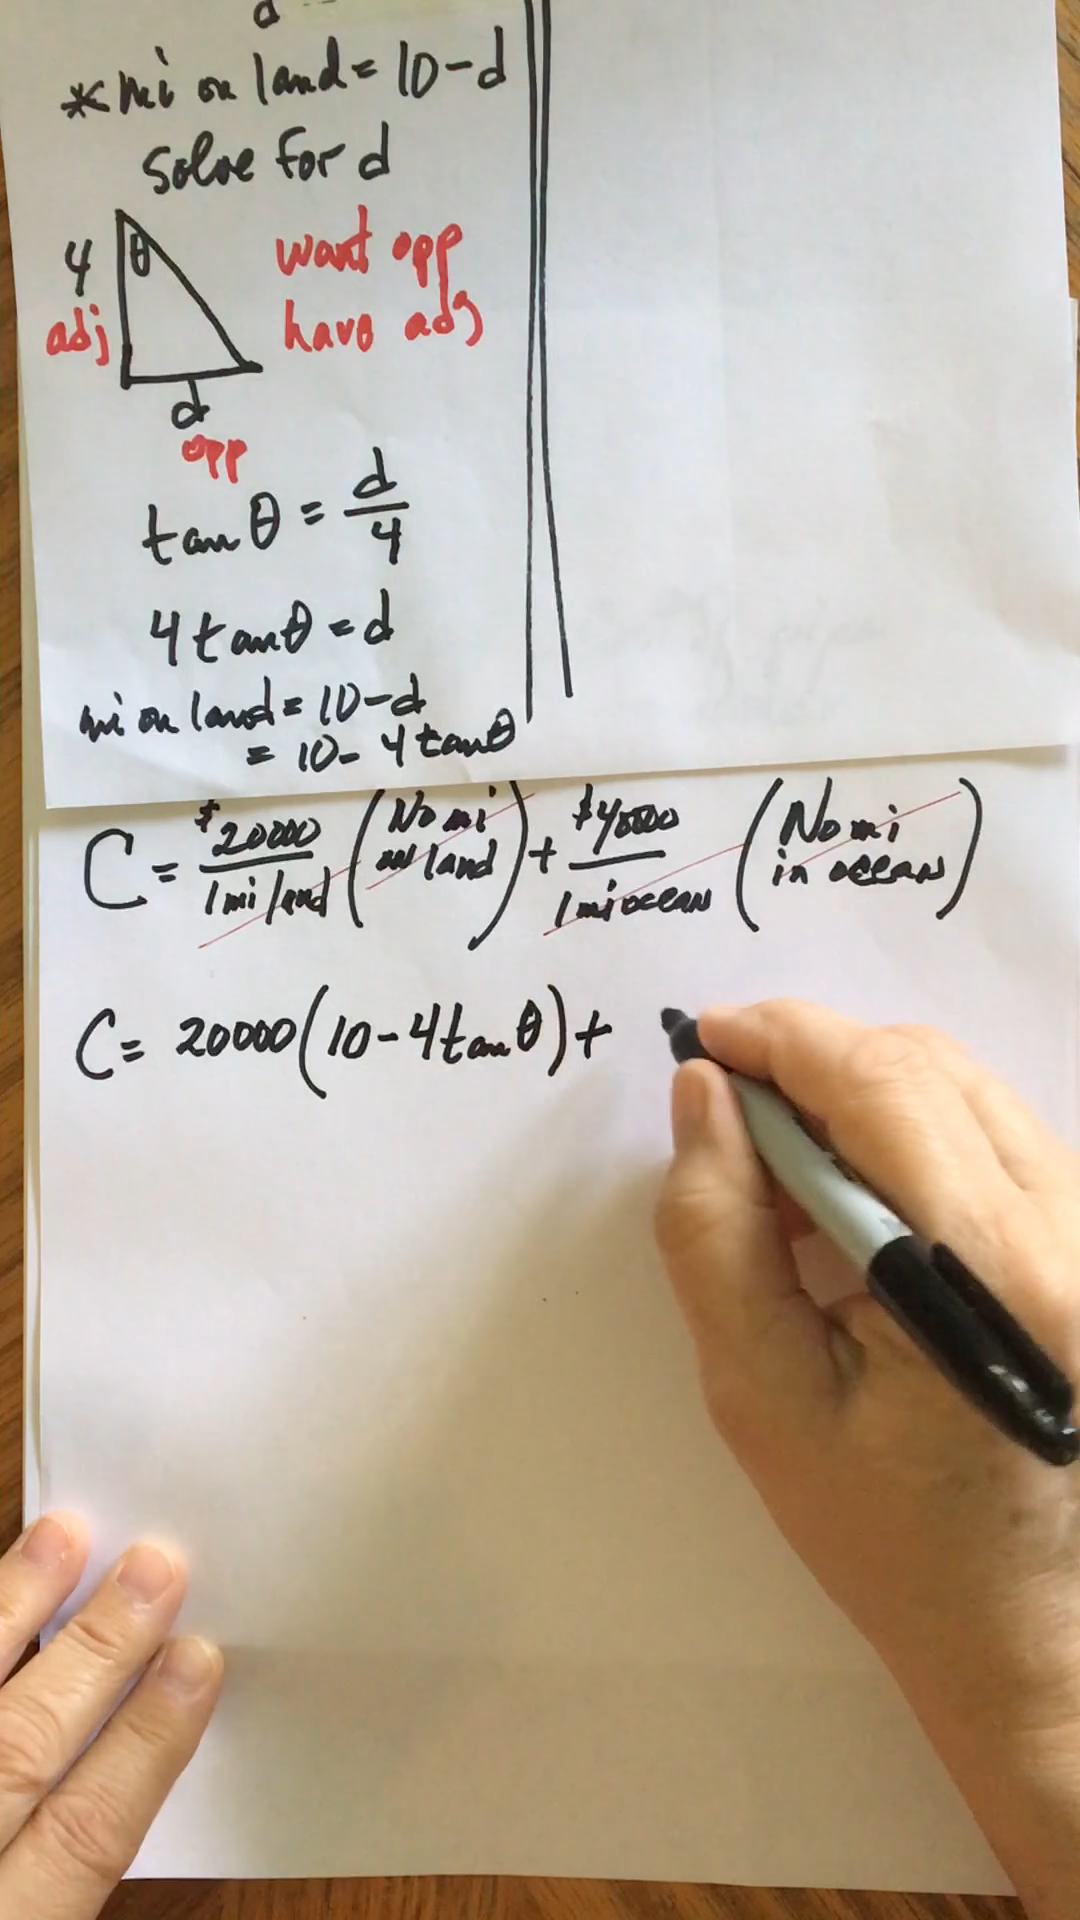 d
* mi on land = 10 - d
Solve for d
4 θ want opp
adj have adj
d
opp
tan θ = d/4
4 tan θ = d
mi on land = 10 - d
= 10 - 4 tan θ
C = $20000/1 mi land (No mi on land) + $40000/1 mi ocean (No mi in ocean)
C = 20000(10 - 4 tan θ) +